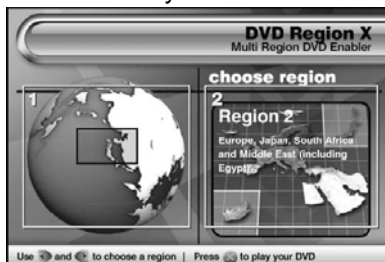 DVD Region X
Multi Region DVD Enabler
choose region
1
2
Region 2
Europe, Japan, South Africa
and Middle East (including
Egypt).
Use and to choose a region | Press to play your DVD